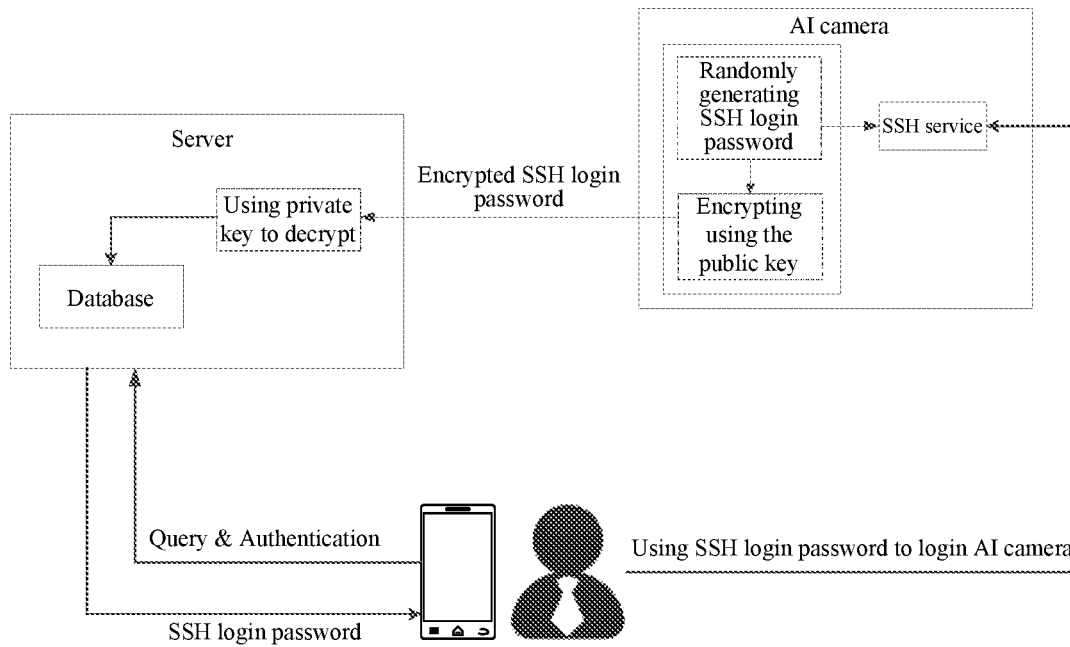 AI camera
Randomly
generating
SSH login
password
SSH service
Server
Encrypted SSH login
password
Using private
key to decrypt
Encrypting
using the
public key
Database
Query & Authentication
Using SSH login password to login AI camera
SSH login password